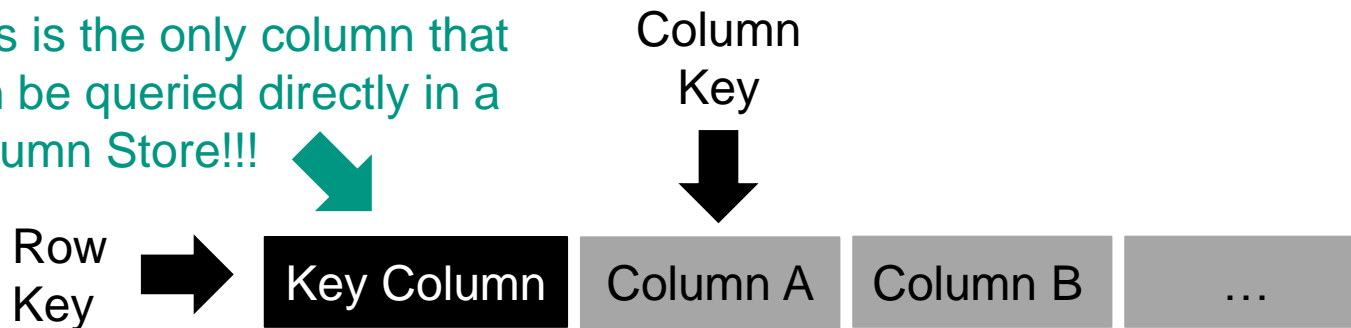 s is the only column that
be queried directly in a
umn Store!!!
Column
Key
Row
Key
Key Column
Column A
Column B
…